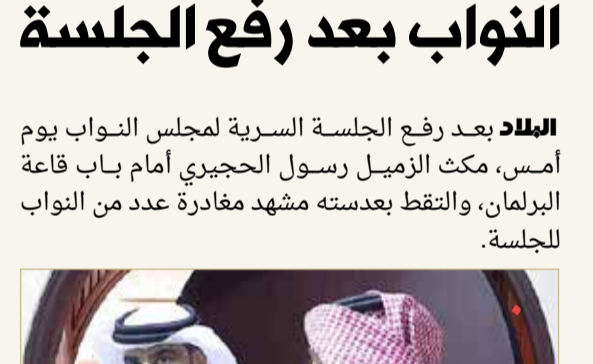 النواب بعد رفع الجلسة
البلاد بعد رفع الجلسة السرية لمجلس النواب يوم
أمس، مكث الزميل رسول الحجيري أمام باب قاعة
البرلمان، والتقط بعدسته مشهد مغادرة عدد من النواب
للجلسة.